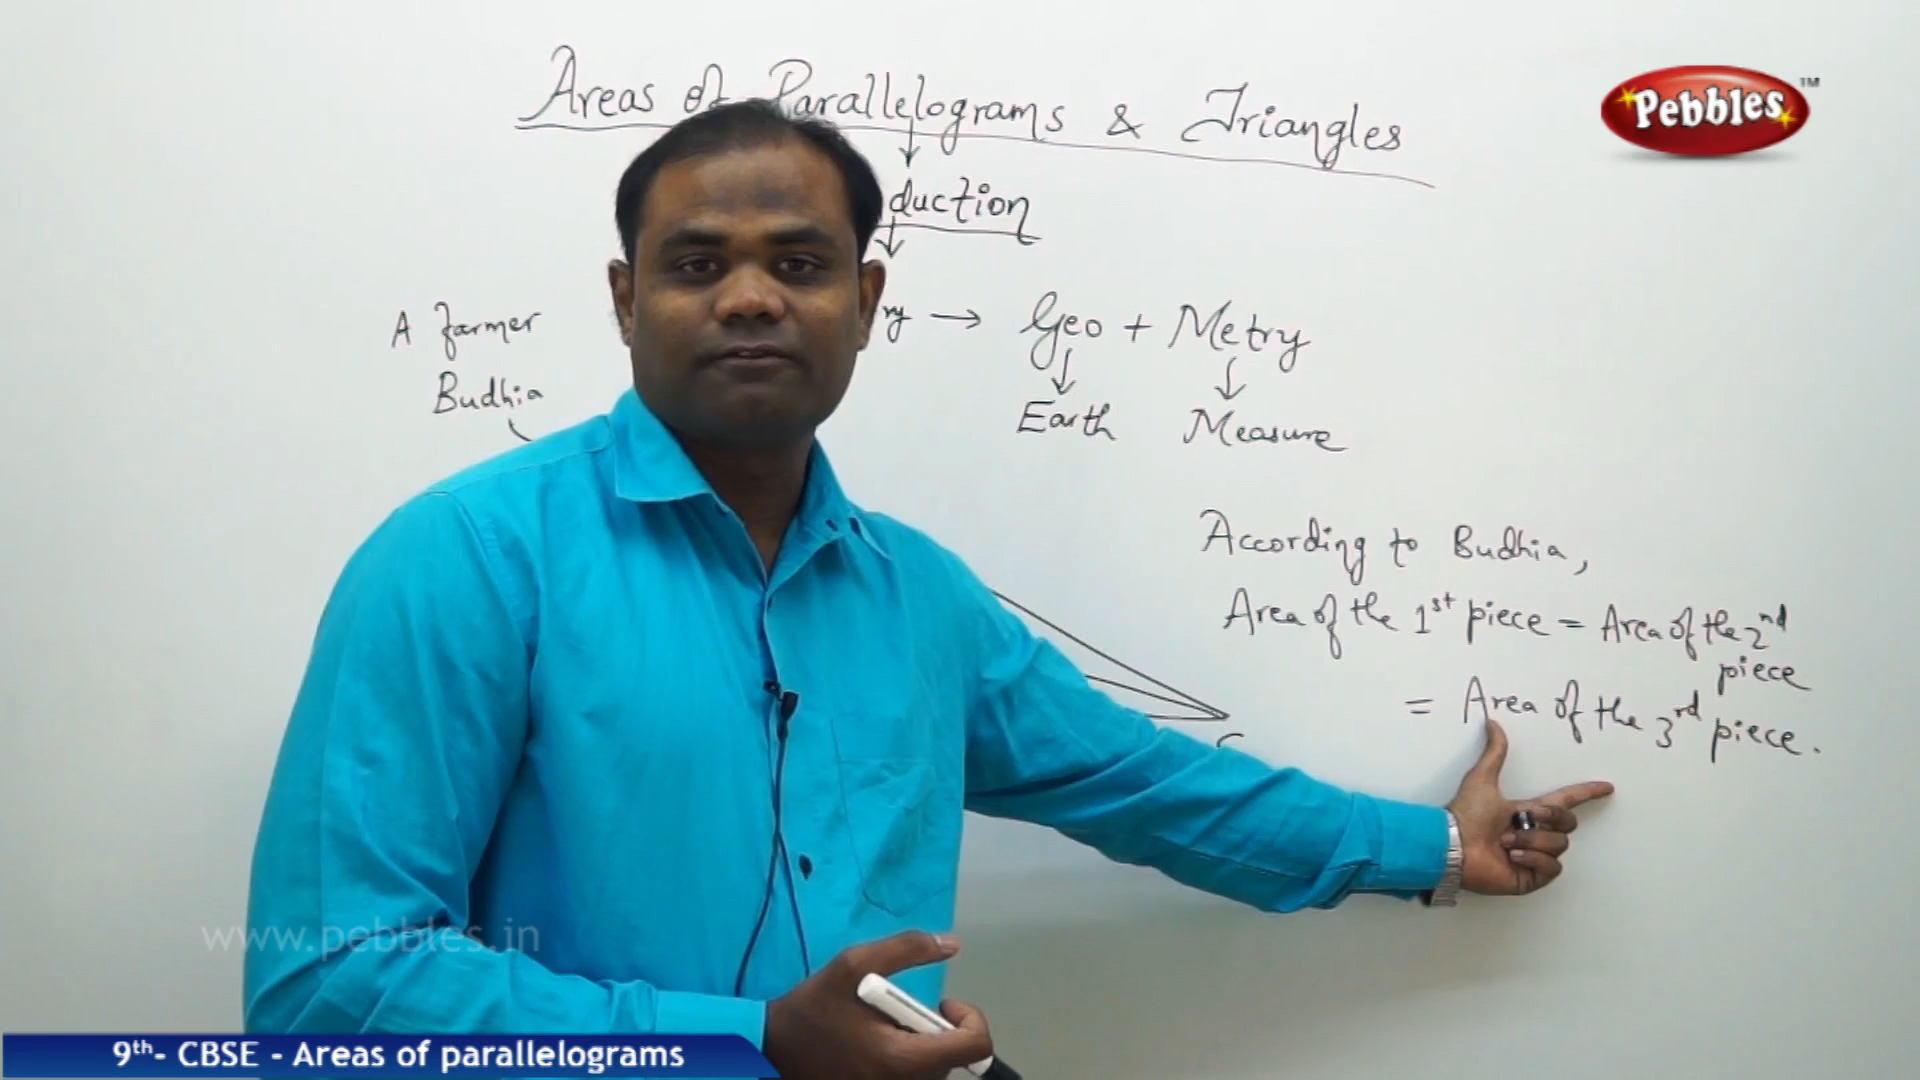 Areas of Parallelograms & Triangles
Pebbles TM
duction
ry → Geo + Metry
A farmer
Budhia
Earth Measure
According to Budhia,
Area of the 1st piece = Area of the 2nd
piece
= Area of the 3rd piece.
www.pebbles.in
9th- CBSE - Areas of parallelograms